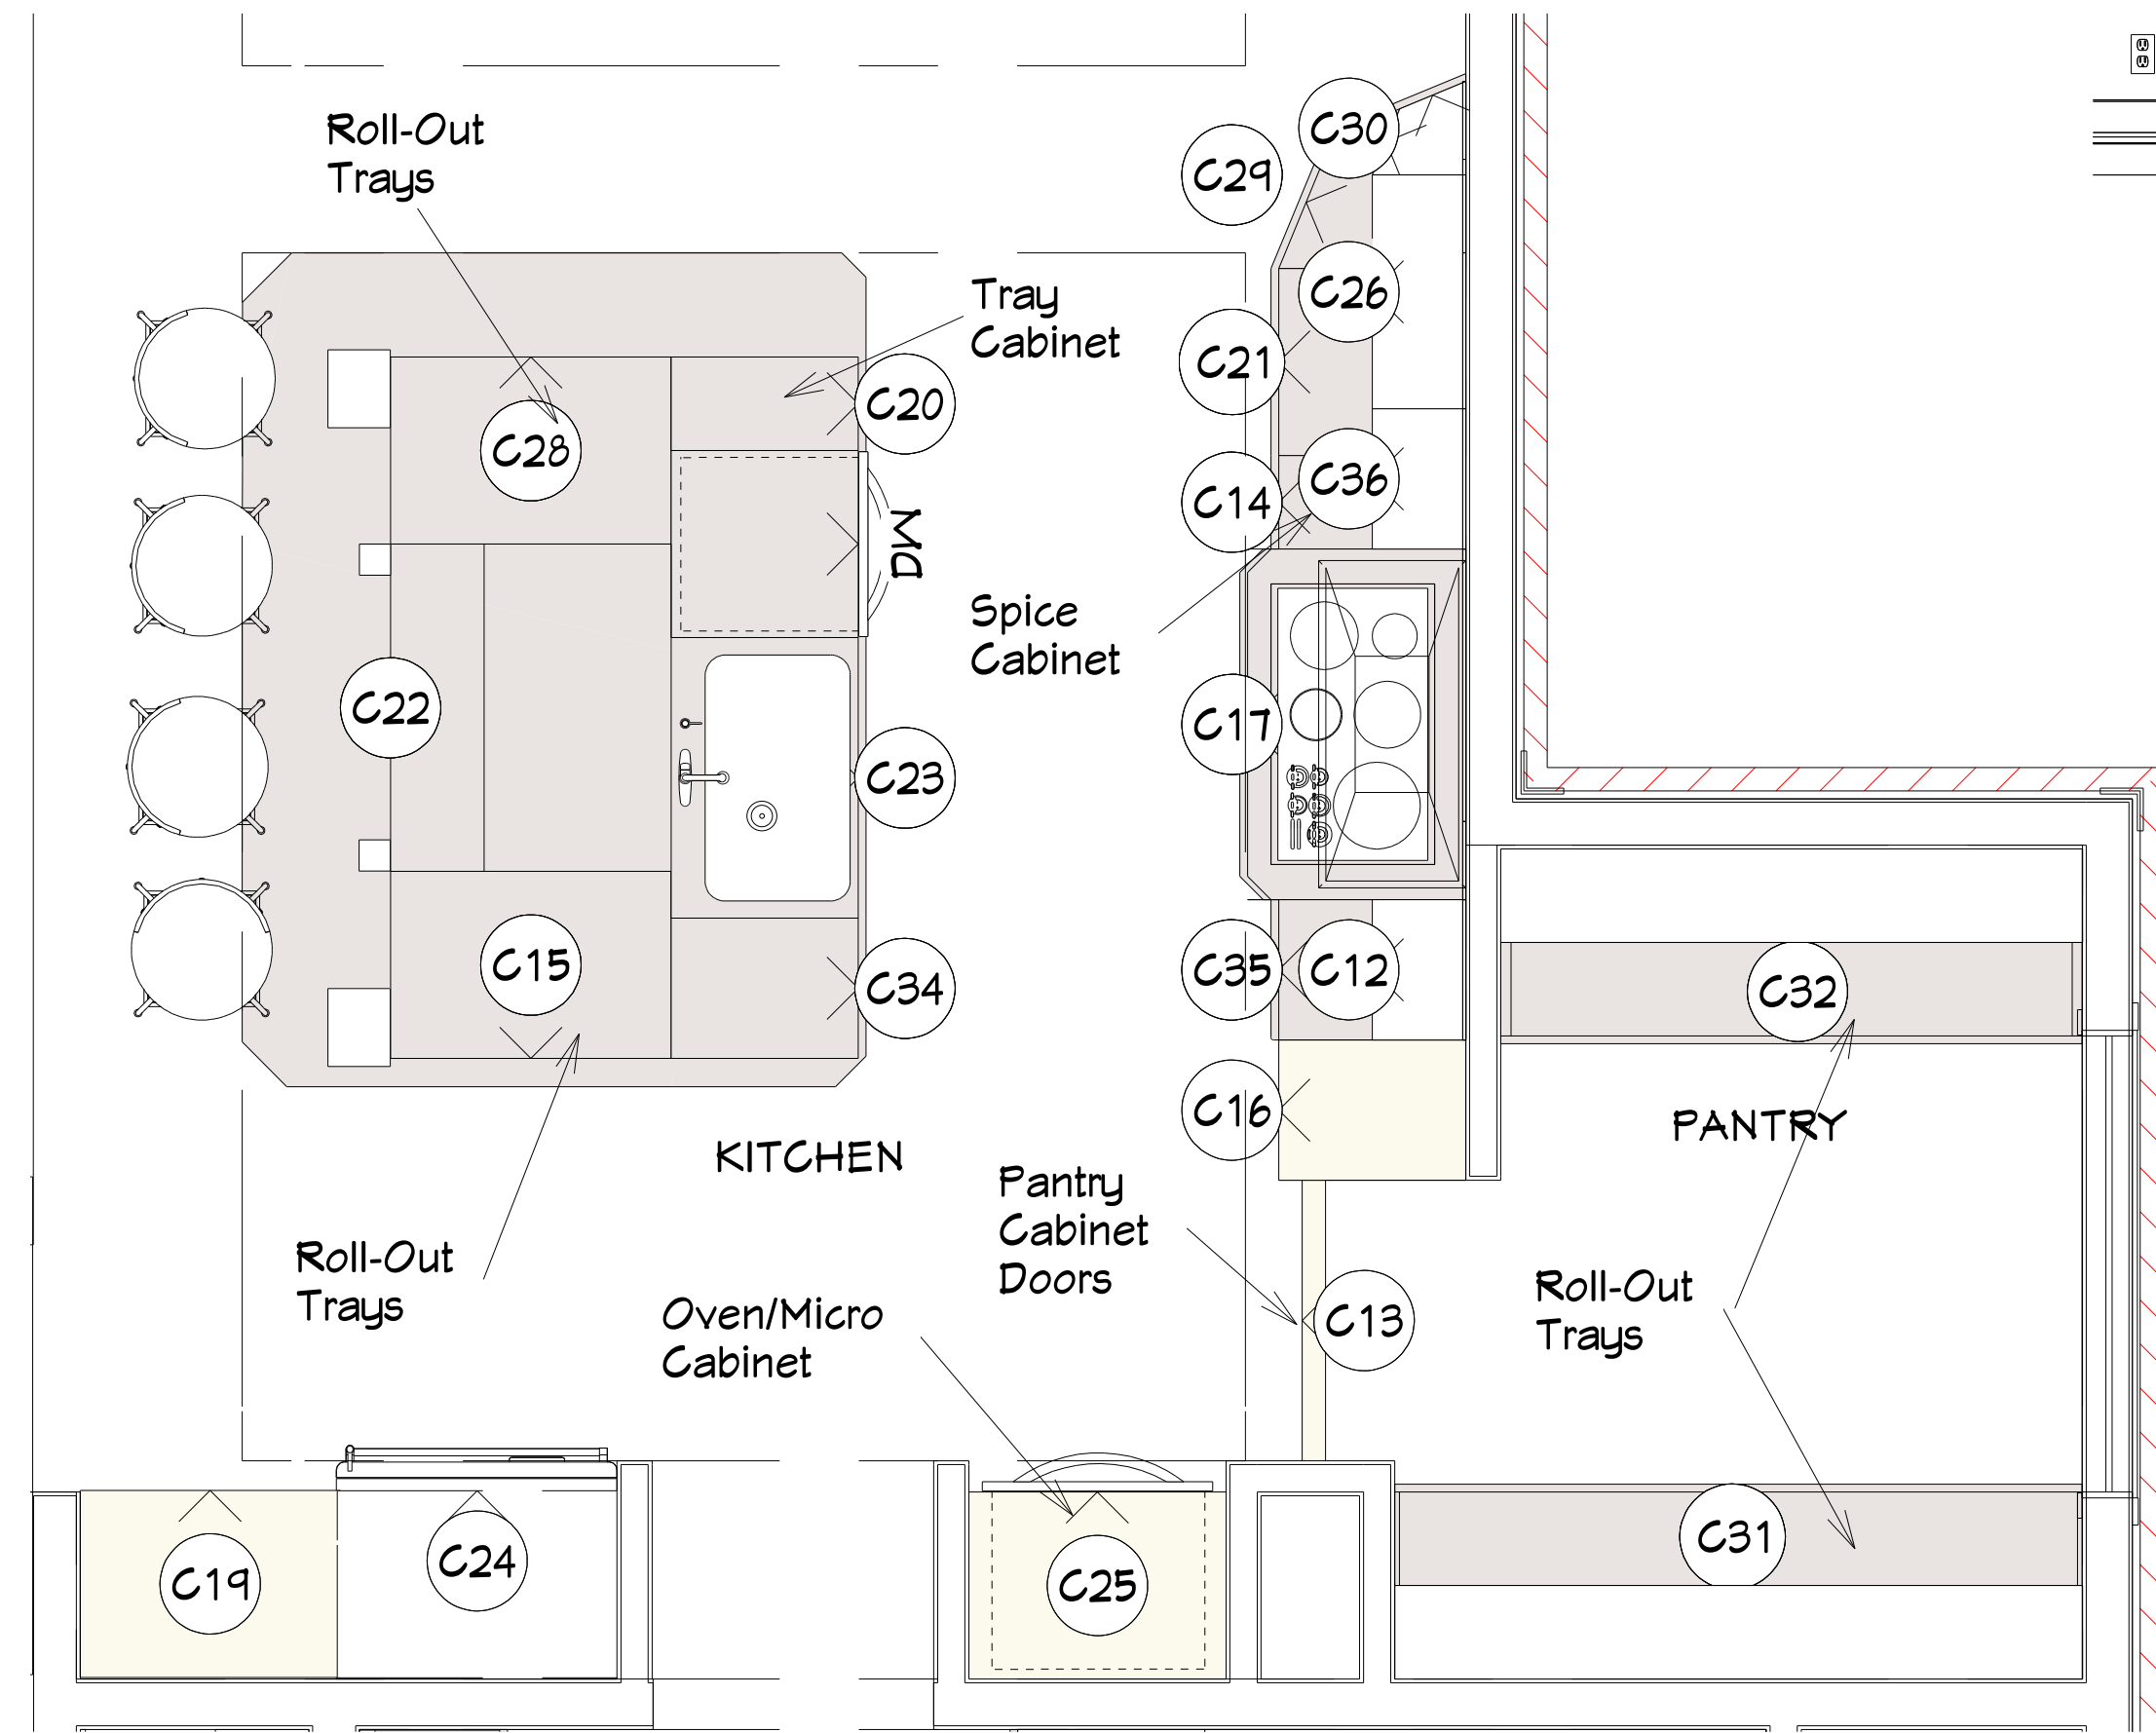 Roll-Out
Trays
C30
C29
C26
Tray
Cabinet
C21
C20
C28
C36
C14
DW
Spice
Cabinet
C22
C17
C23
C15
C34
C35
C12
C32
C16
PANTRY
KITCHEN
Pantry
Cabinet
Doors
Roll-Out
Trays
Oven/Micro
Cabinet
C13
Roll-Out
Trays
C19
C24
C25
C31